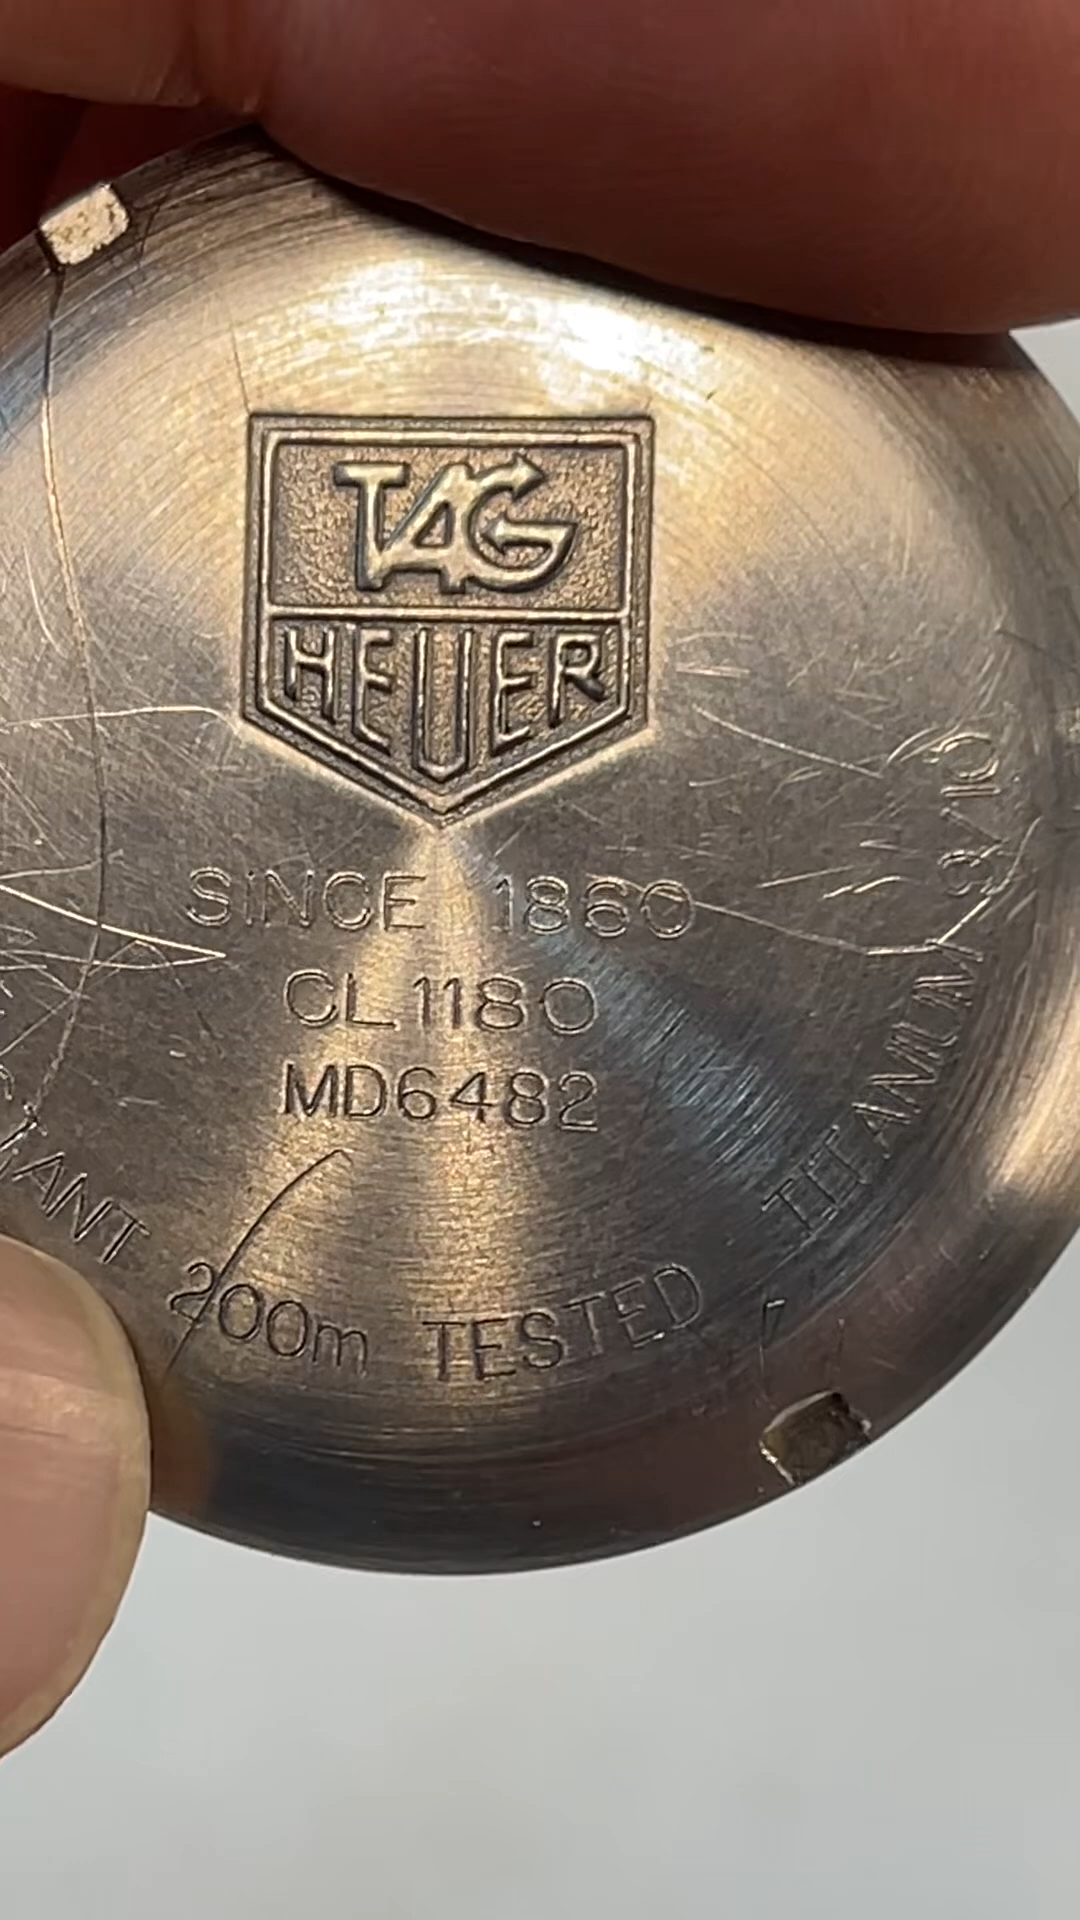 TAG
HEUER
SINCE 1860
CL1180
MD6482
200m TESTED
TITANIUM